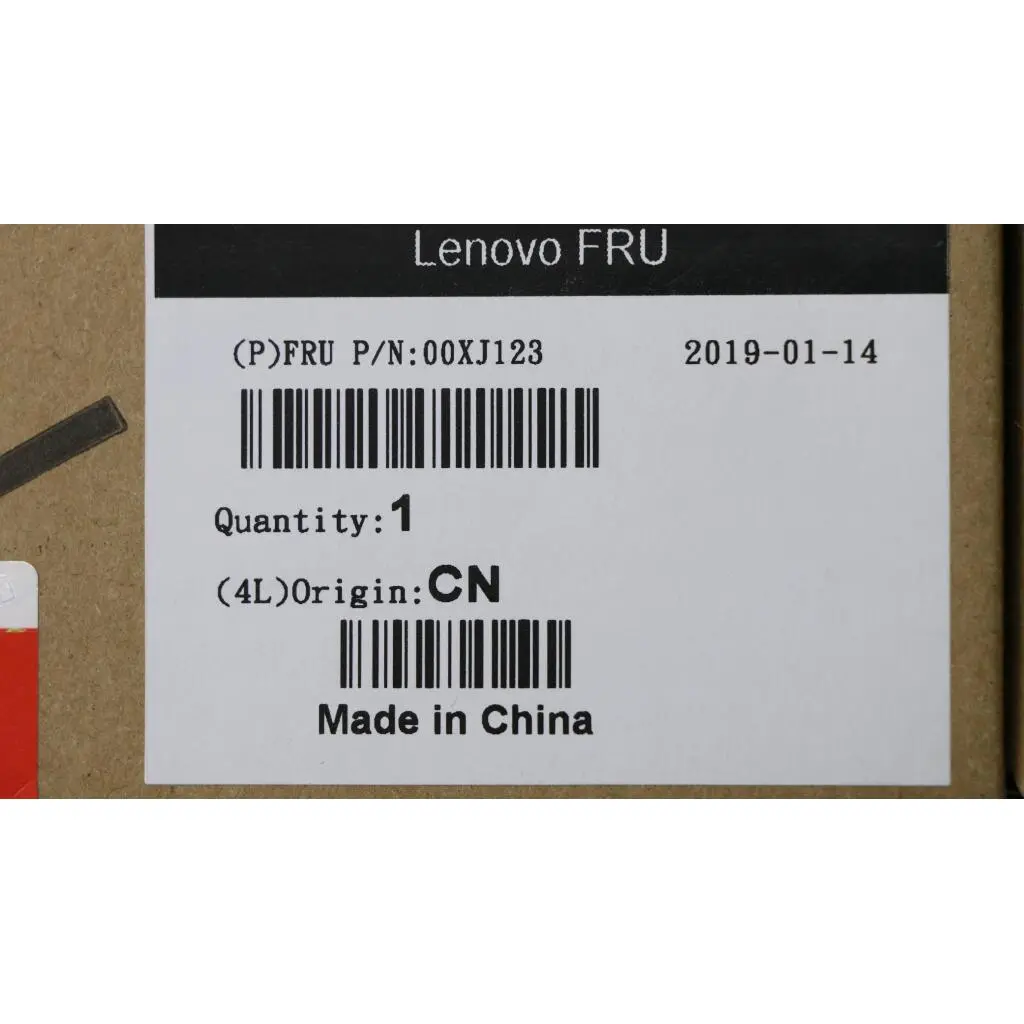 Lenovo FRU
(P)FRU P/N:00XJ123 2019-01-14
Quantity:1
(4L)Origin:CN
Made in China